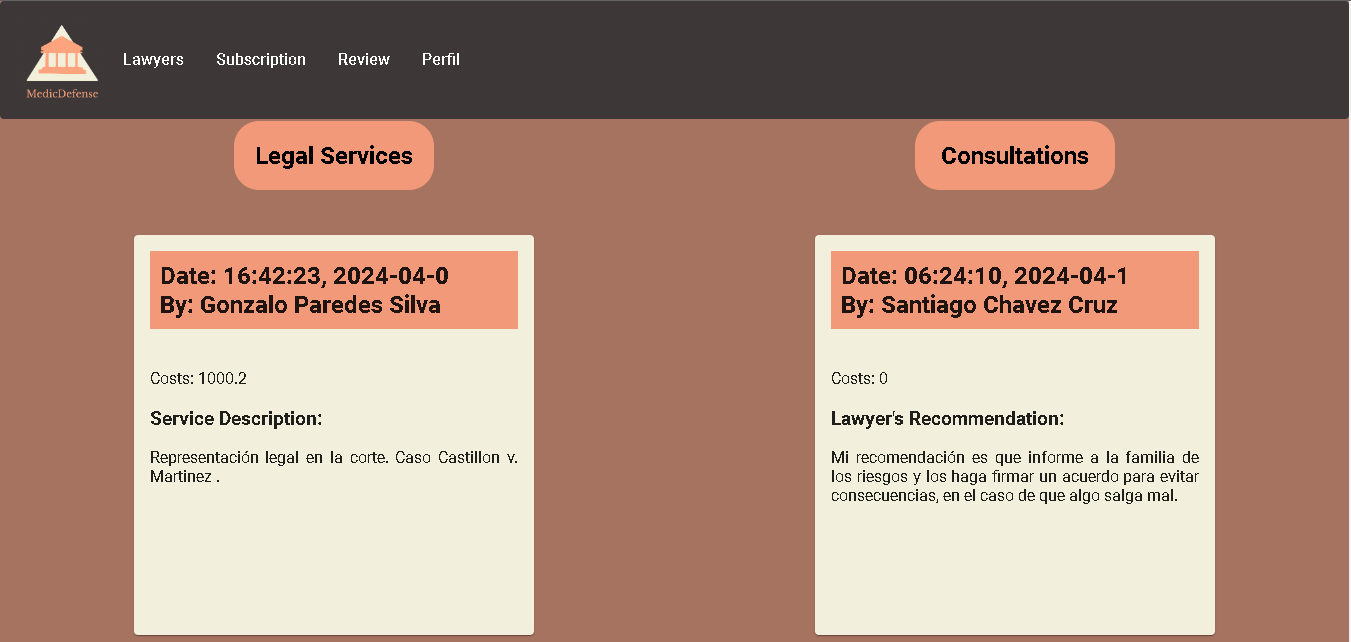 MedicDefense
Lawyers Subscription Review Perfil
Legal Services
Date: 16:42:23, 2024-04-0
By: Gonzalo Paredes Silva
Costs: 1000.2
Service Description:
Representación legal en la corte. Caso Castillon v.
Martinez .
Consultations
Date: 06:24:10, 2024-04-1
By: Santiago Chavez Cruz
Costs: 0
Lawyer's Recommendation:
Mi recomendación es que informe a la familia de
los riesgos y los haga firmar un acuerdo para evitar
consecuencias, en el caso de que algo salga mal.